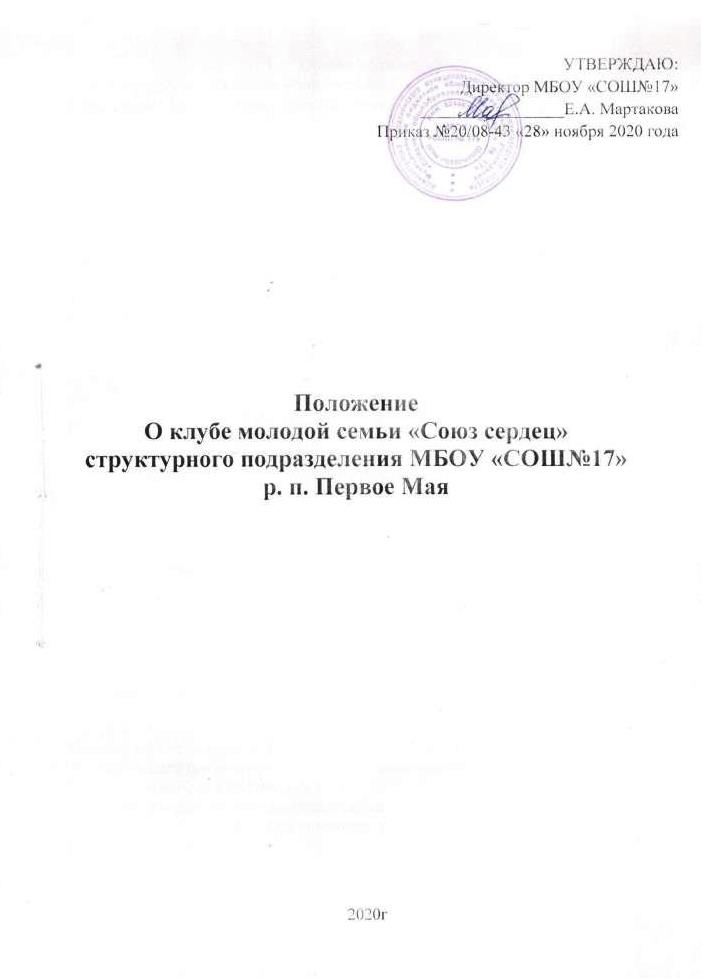 УТВЕРЖДАЮ:
Директор МБОУ «СОШ№17»
Е.А. Мартакова
Приказ №20/08-43 «28» ноября 2020 года
Положение
О клубе молодой семьи «Союз сердец»
структурного подразделения МБОУ «СОШ№17»
р. п. Первое Мая
2020г